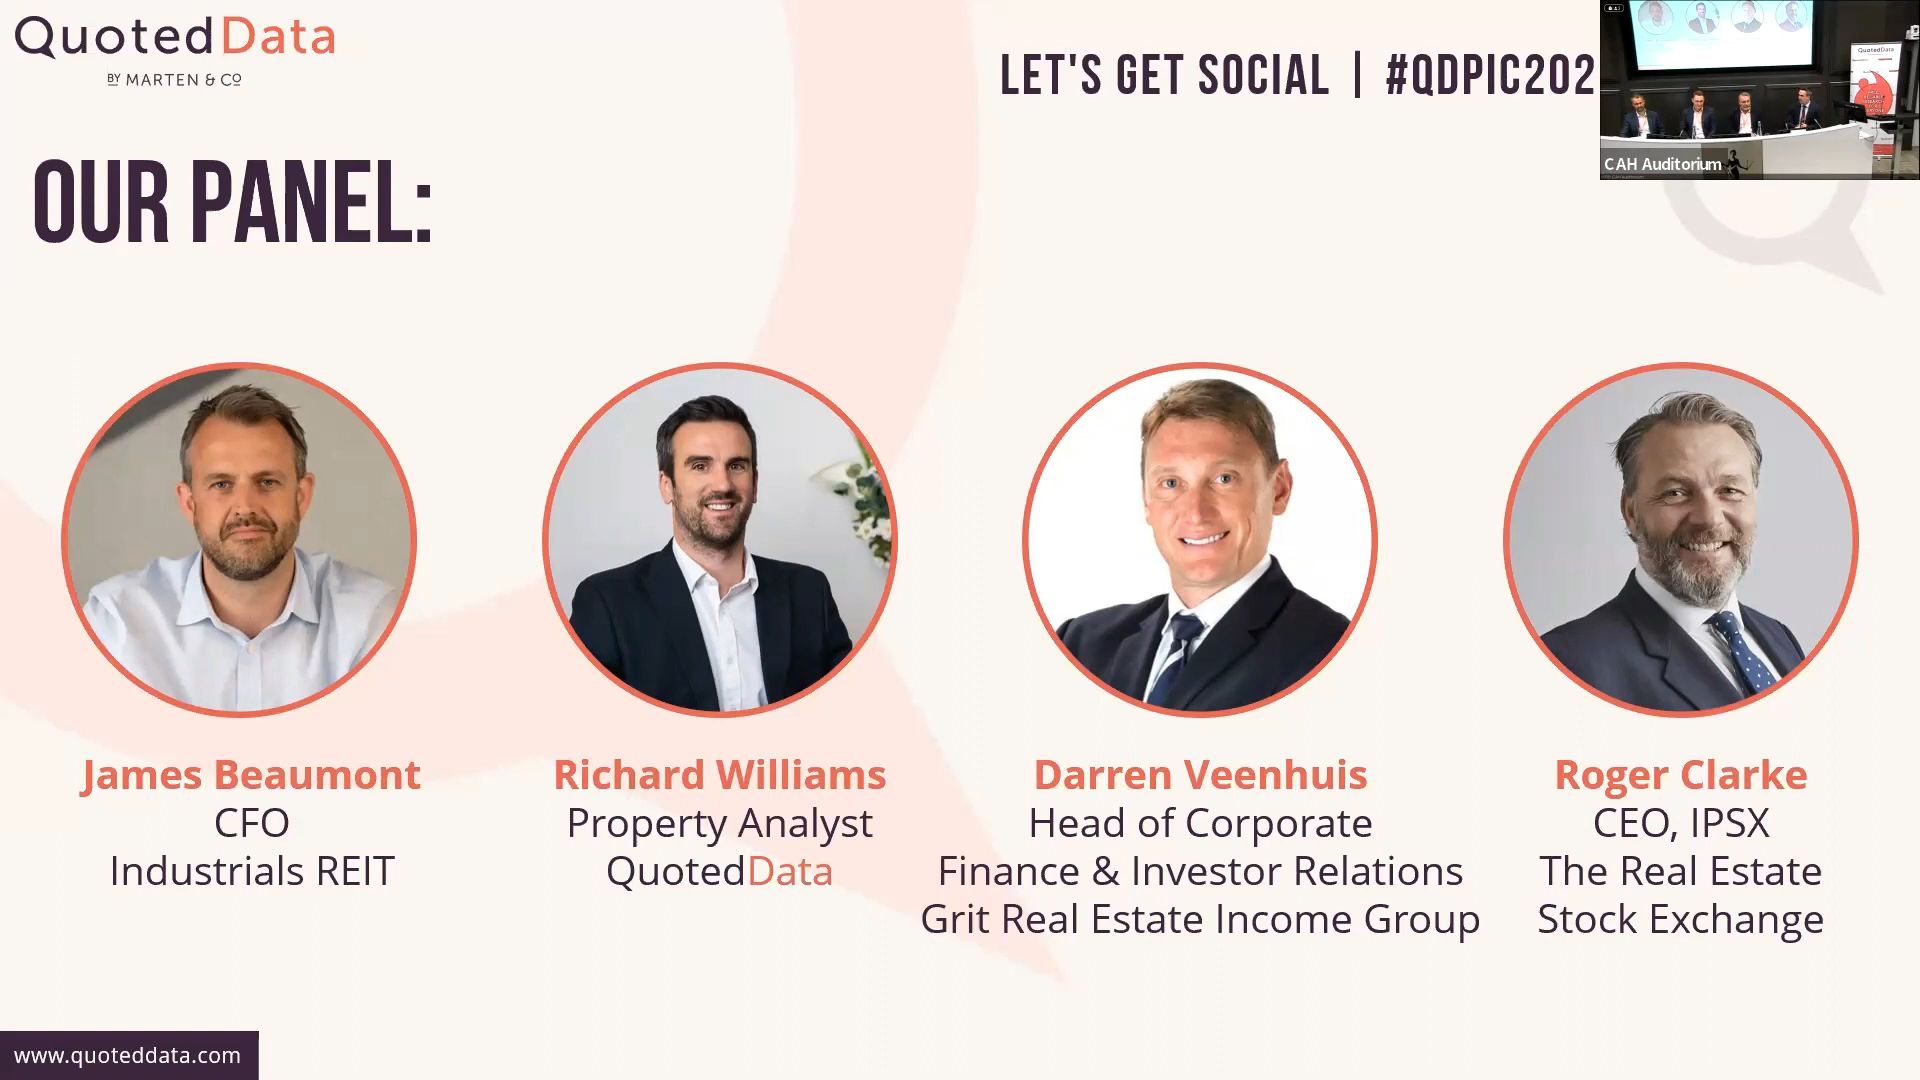 QuotedData
BY MARTEN & CO
LET'S GET SOCIAL | #QDPIC202
QuotedData
CAH Auditorium
OUR PANEL:
James Beaumont
CFO
Industrials REIT
Richard Williams
Property Analyst
QuotedData
Darren Veenhuis
Head of Corporate
Finance & Investor Relations
Grit Real Estate Income Group
Roger Clarke
CEO, IPSX
The Real Estate
Stock Exchange
www.quoteddata.com